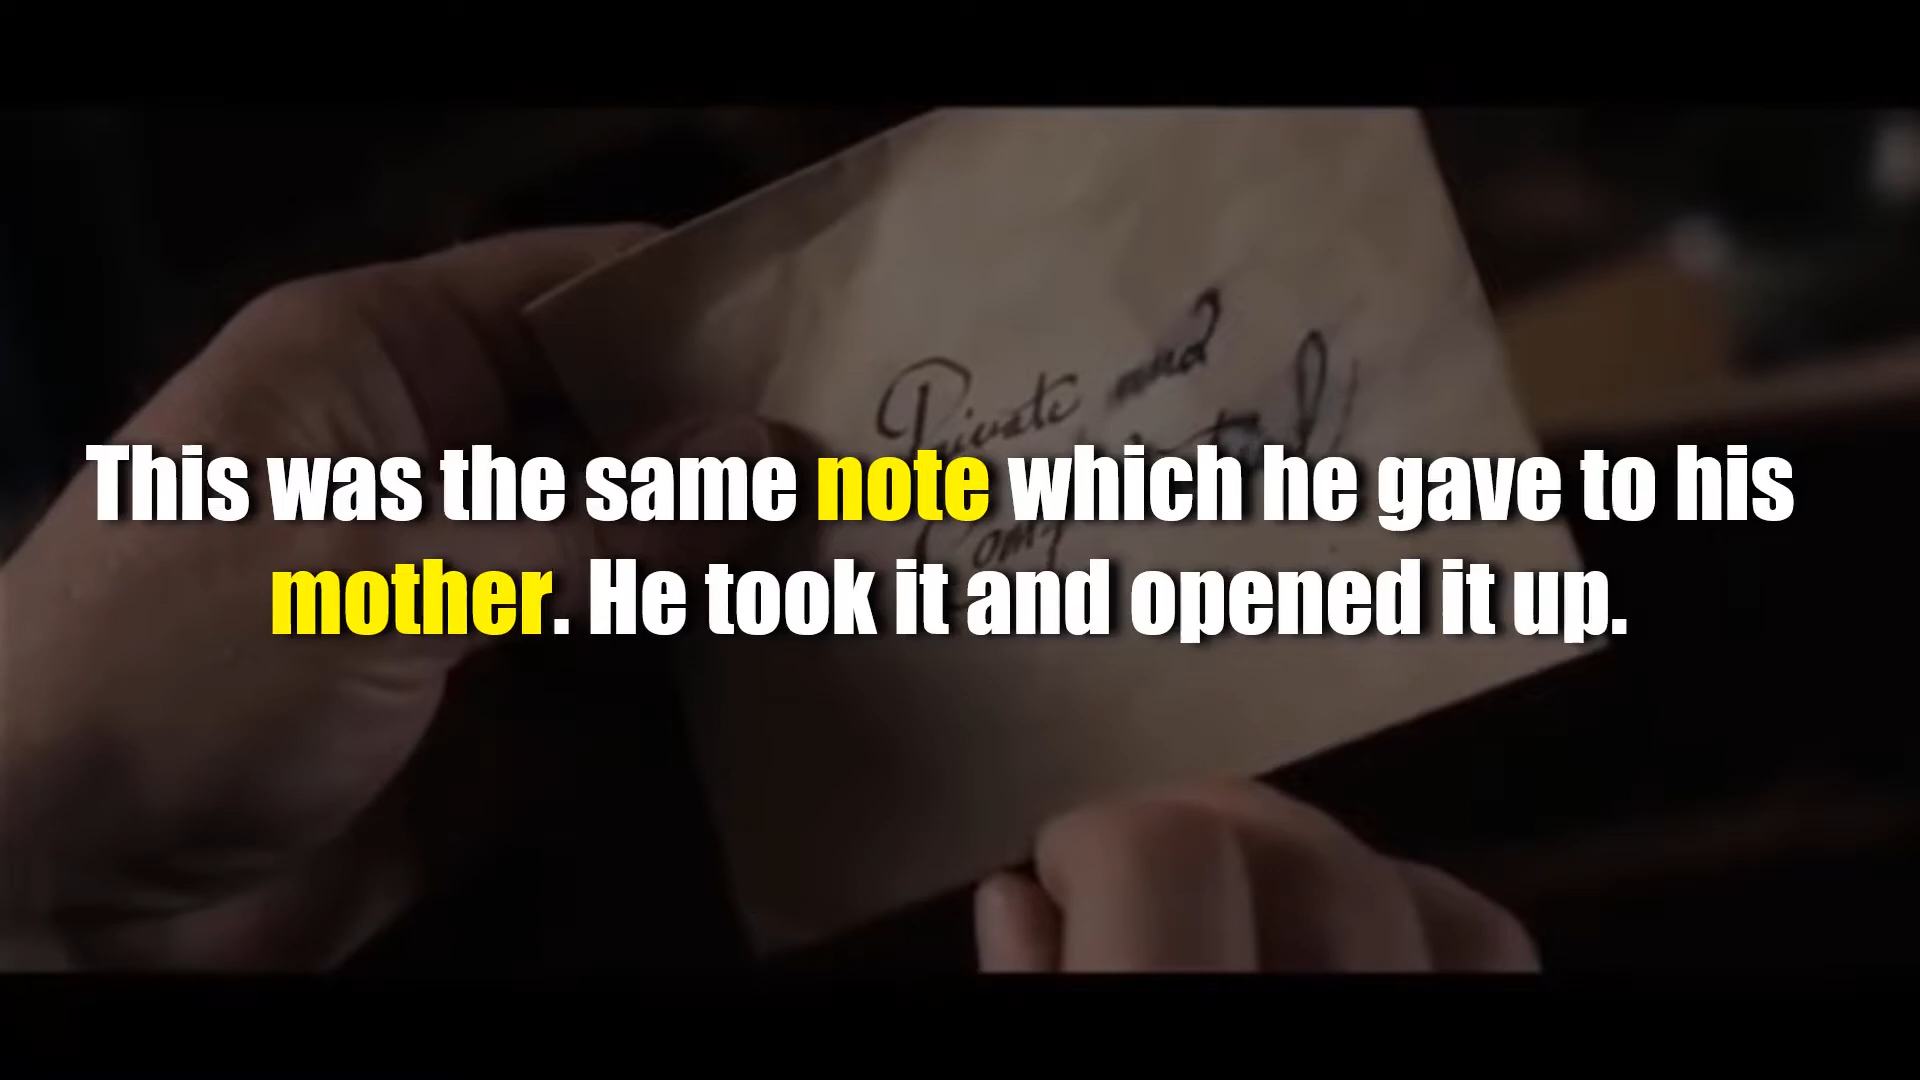 Private and
This was the same note which he gave to his
mother. He took it and opened it up.